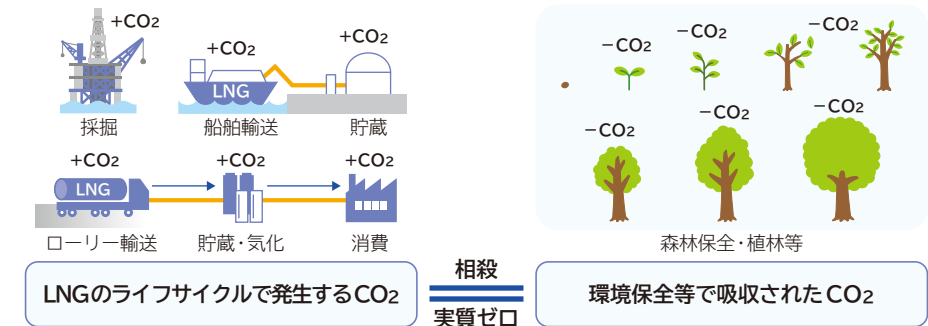 +CO2
+CO2
+CO2
LNG
採掘
船舶輸送
貯蔵
+CO2
+CO2
+CO2
LNG
ローリー輸送
貯蔵・気化
消費
−CO2
−CO2
−CO2
−CO2
−CO2
−CO2
森林保全・植林等
LNGのライフサイクルで発生するCO2
相殺
実質ゼロ
環境保全等で吸収されたCO2